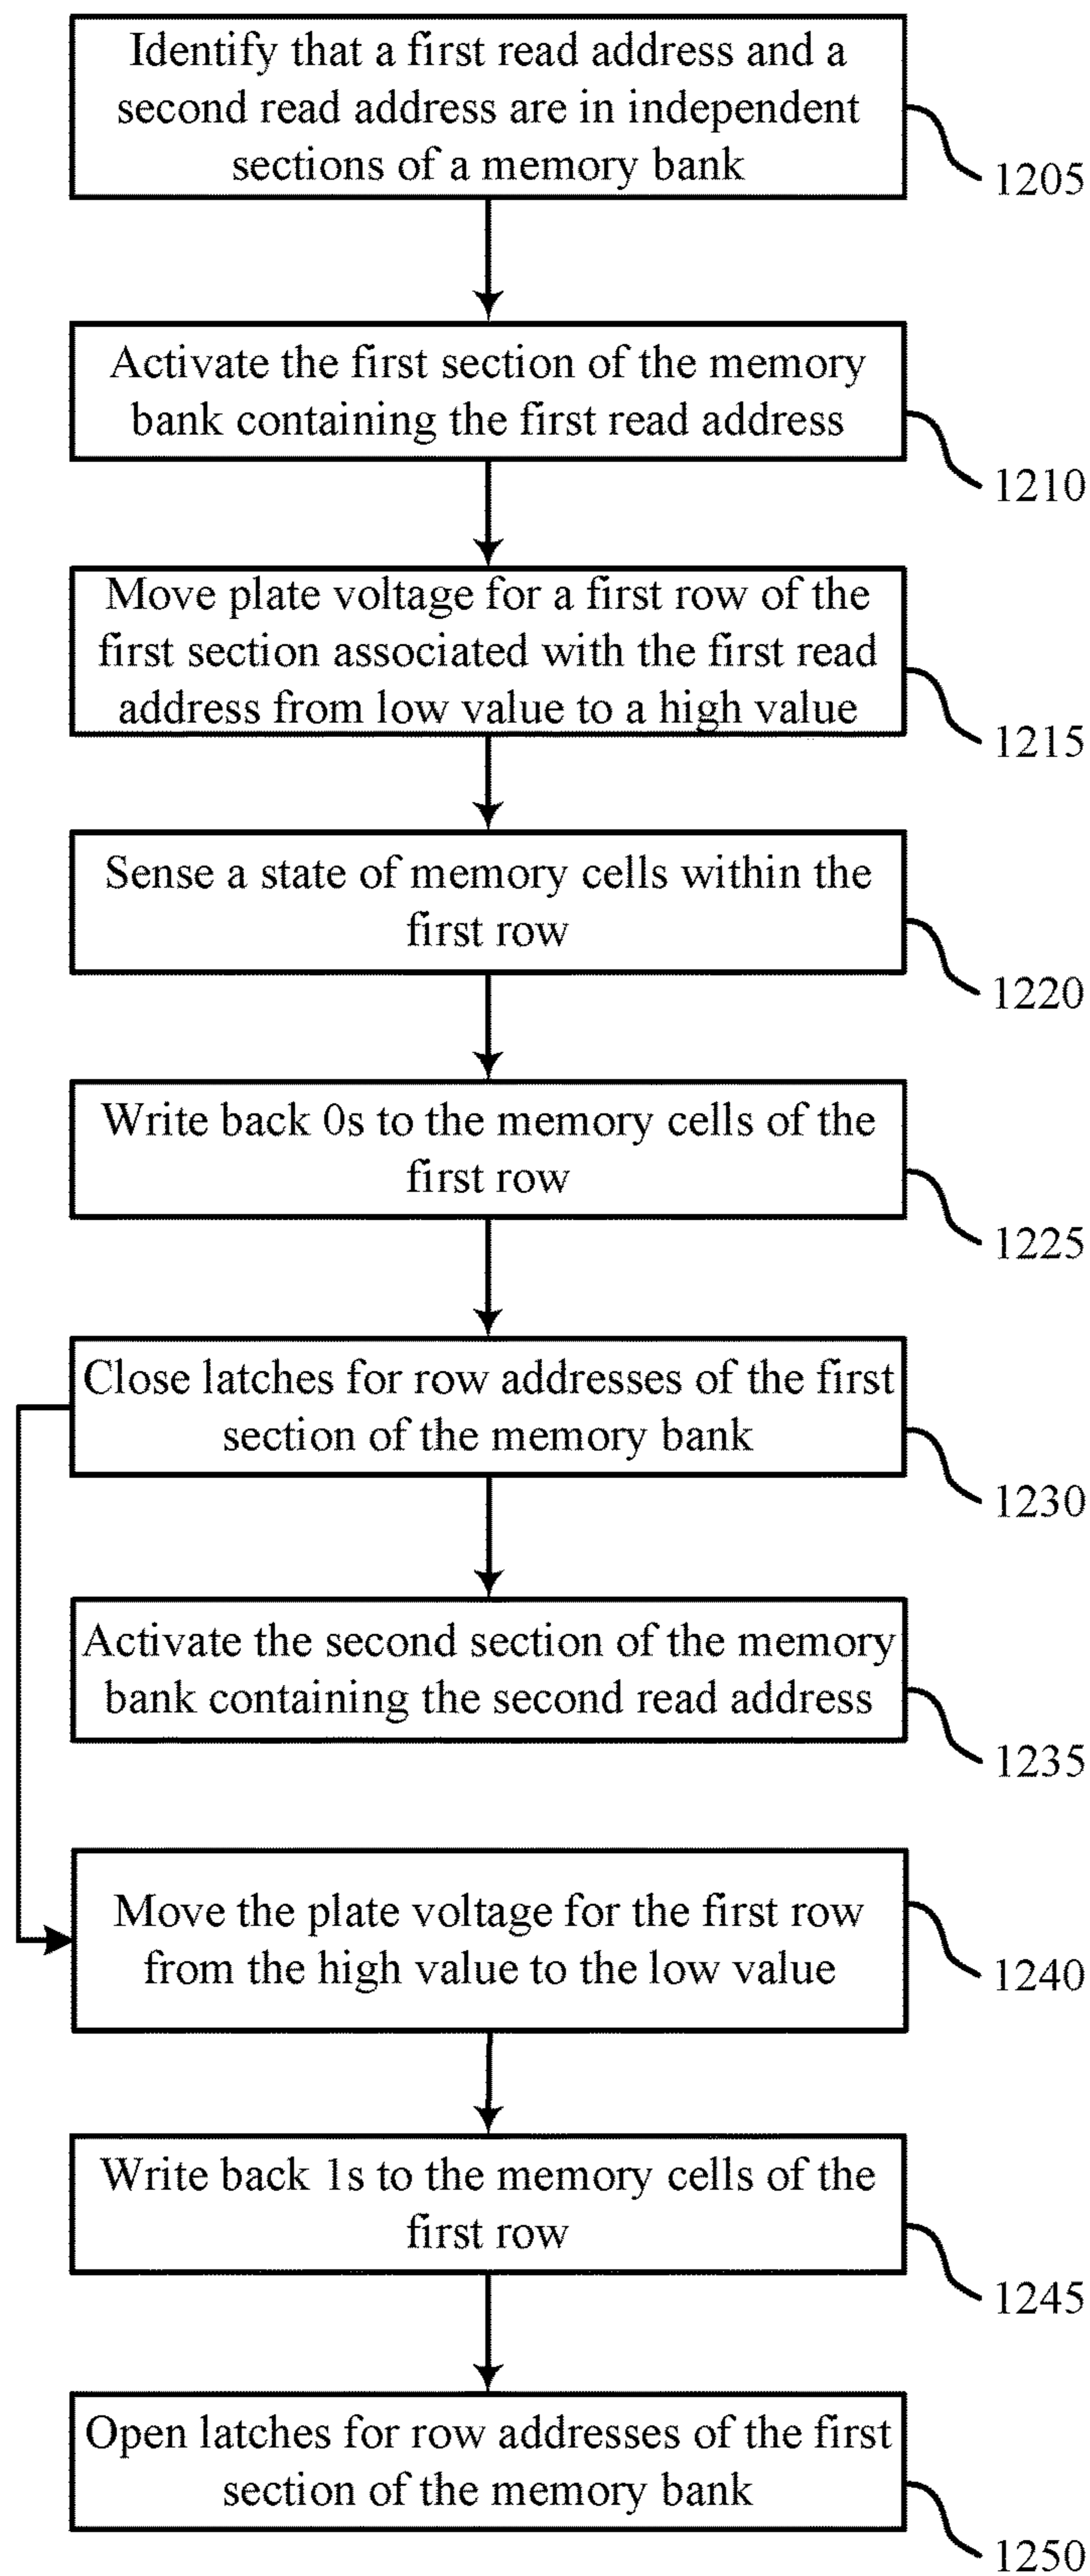 Identify that a first read address and a
second read address are in independent
sections of a memory bank
1205
Activate the first section of the memory
bank containing the first read address
1210
Move plate voltage for a first row of the
first section associated with the first read
address from low value to a high value
1215
Sense a state of memory cells within the
first row
1220
Write back 0s to the memory cells of the
first row
1225
Close latches for row addresses of the first
section of the memory bank
1230
Activate the second section of the memory
bank containing the second read address
1235
Move the plate voltage for the first row
from the high value to the low value
1240
Write back 1s to the memory cells of the
first row
1245
Open latches for row addresses of the first
section of the memory bank
1250